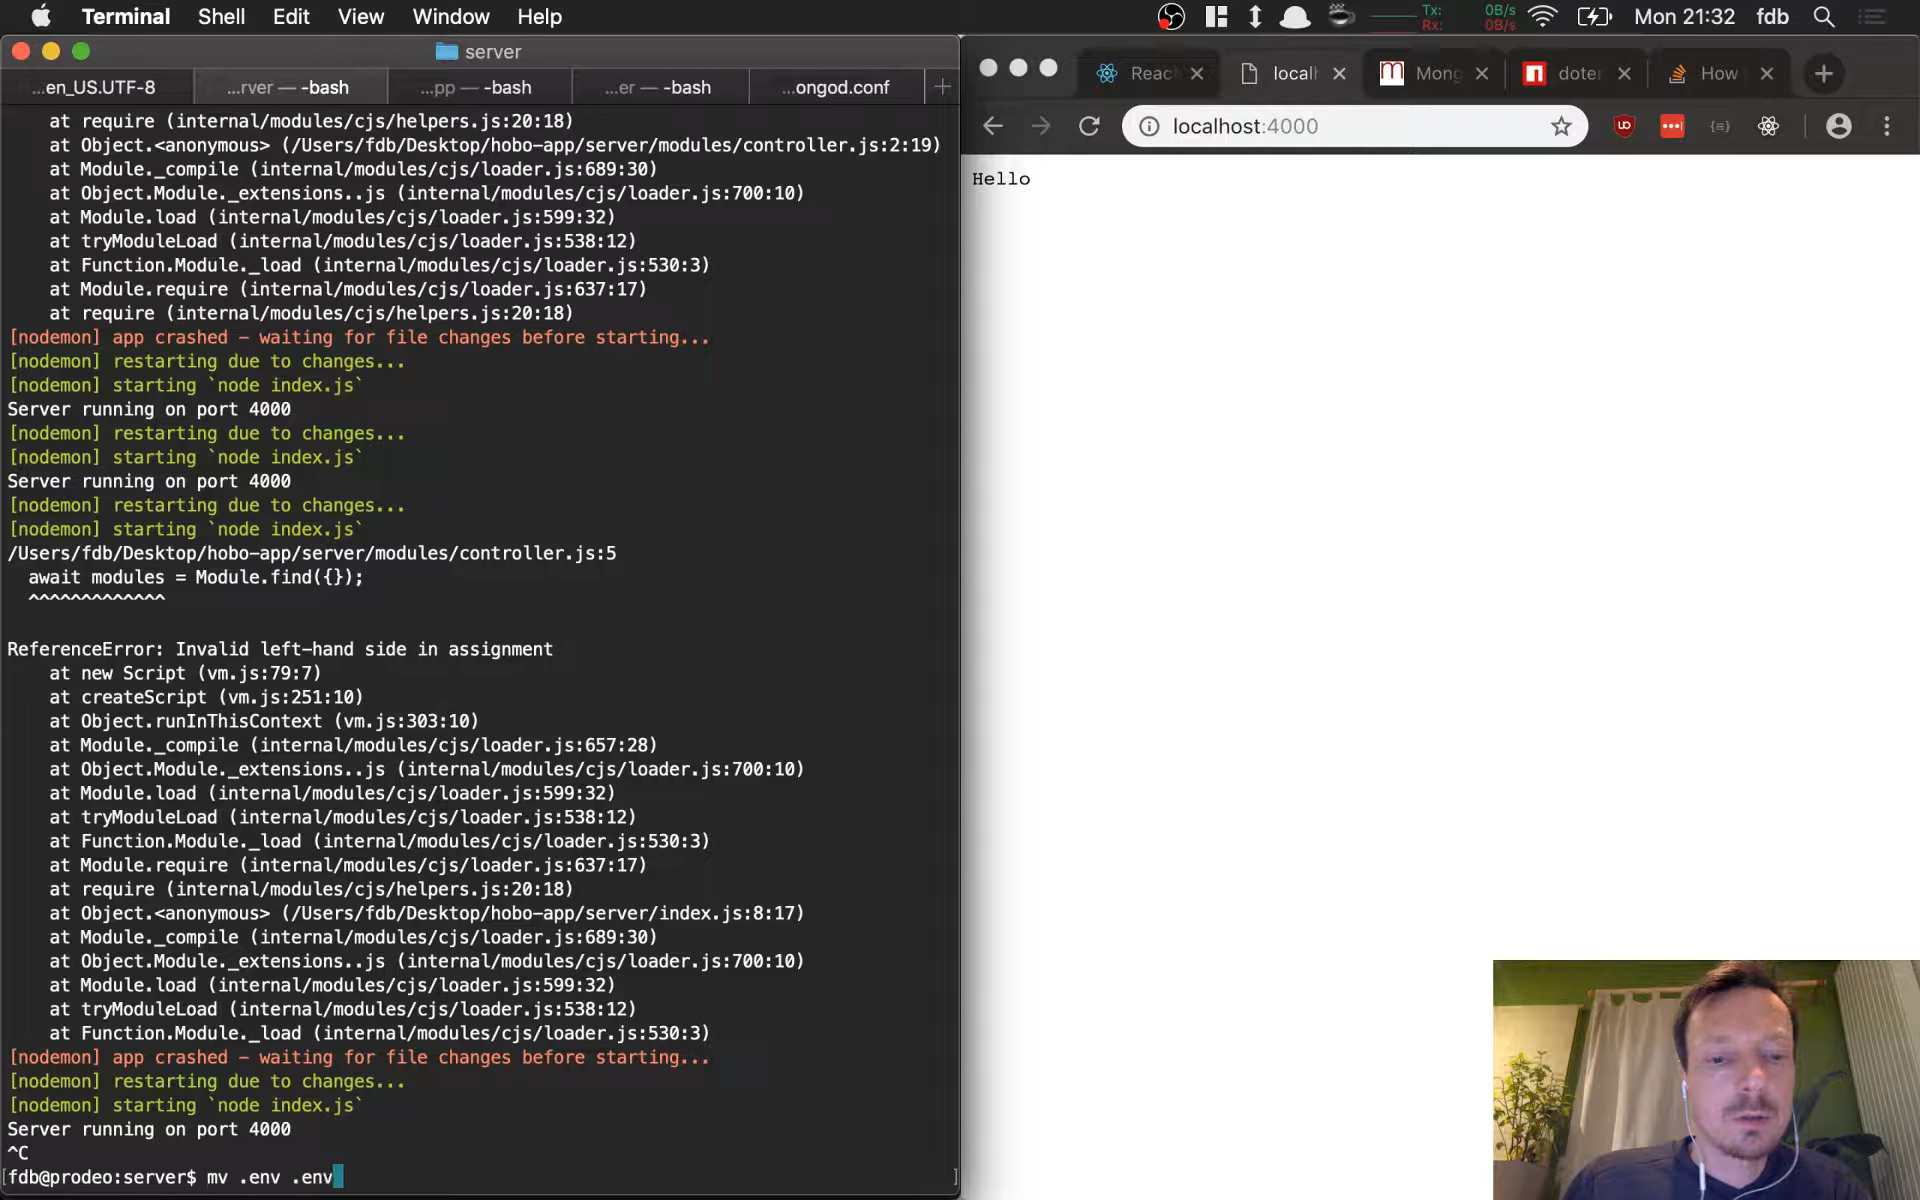 Terminal Shell Edit View Window Help
Tx: 0B/s
Rx: 0B/s
Mon 21:32 fdb
server
...en_US.UTF-8 ...rver — -bash ...pp — -bash ...er — -bash ...ongod.conf
at require (internal/modules/cjs/helpers.js:20:18)
at Object.<anonymous> (/Users/fdb/Desktop/hobo-app/server/modules/controller.js:2:19)
at Module._compile (internal/modules/cjs/loader.js:689:30)
at Object.Module._extensions..js (internal/modules/cjs/loader.js:700:10)
at Module.load (internal/modules/cjs/loader.js:599:32)
at tryModuleLoad (internal/modules/cjs/loader.js:538:12)
at Function.Module._load (internal/modules/cjs/loader.js:530:3)
at Module.require (internal/modules/cjs/loader.js:637:17)
at require (internal/modules/cjs/helpers.js:20:18)
[nodemon] app crashed - waiting for file changes before starting...
[nodemon] restarting due to changes...
[nodemon] starting `node index.js`
Server running on port 4000
[nodemon] restarting due to changes...
[nodemon] starting `node index.js`
Server running on port 4000
[nodemon] restarting due to changes...
[nodemon] starting `node index.js`
/Users/fdb/Desktop/hobo-app/server/modules/controller.js:5
await modules = Module.find({});
^^^^^^^^^^^^^
ReferenceError: Invalid left-hand side in assignment
at new Script (vm.js:79:7)
at createScript (vm.js:251:10)
at Object.runInThisContext (vm.js:303:10)
at Module._compile (internal/modules/cjs/loader.js:657:28)
at Object.Module._extensions..js (internal/modules/cjs/loader.js:700:10)
at Module.load (internal/modules/cjs/loader.js:599:32)
at tryModuleLoad (internal/modules/cjs/loader.js:538:12)
at Function.Module._load (internal/modules/cjs/loader.js:530:3)
at Module.require (internal/modules/cjs/loader.js:637:17)
at require (internal/modules/cjs/helpers.js:20:18)
at Object.<anonymous> (/Users/fdb/Desktop/hobo-app/server/index.js:8:17)
at Module._compile (internal/modules/cjs/loader.js:689:30)
at Object.Module._extensions..js (internal/modules/cjs/loader.js:700:10)
at Module.load (internal/modules/cjs/loader.js:599:32)
at tryModuleLoad (internal/modules/cjs/loader.js:538:12)
at Function.Module._load (internal/modules/cjs/loader.js:530:3)
[nodemon] app crashed - waiting for file changes before starting...
[nodemon] restarting due to changes...
[nodemon] starting `node index.js`
Server running on port 4000
^C
[fdb@prodeo:server$ mv .env .env ]
Reac local Mong doten How
localhost:4000
Hello